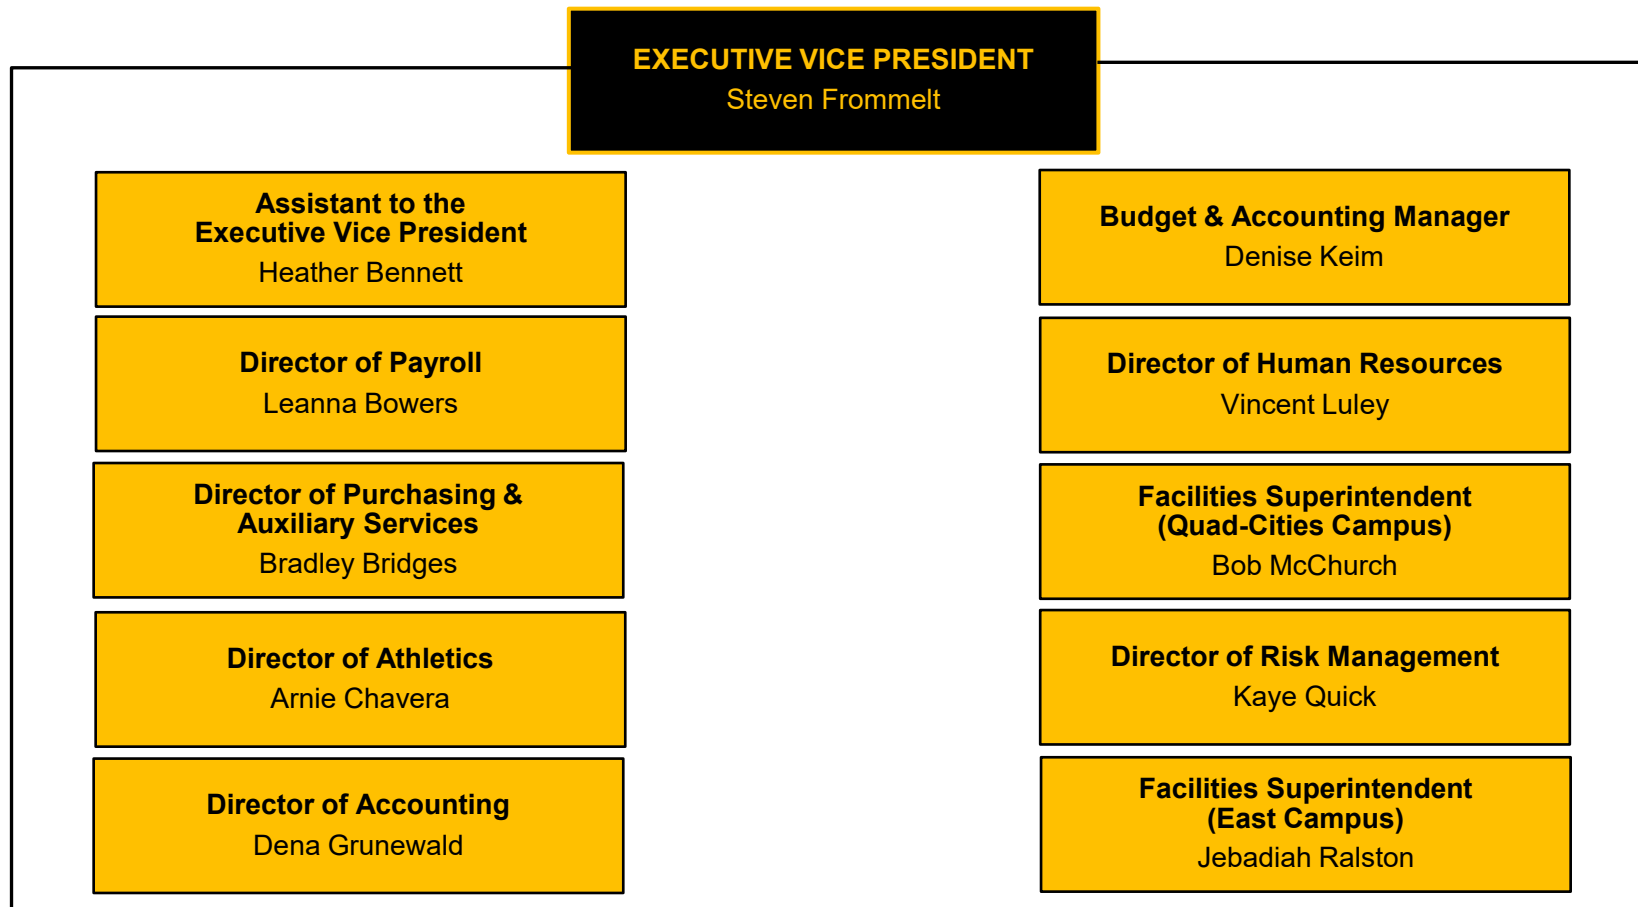 EXECUTIVE VICE PRESIDENT
Steven Frommelt
Assistant to the
Executive Vice President
Heather Bennett
Director of Payroll
Leanna Bowers
Director of Purchasing &
Auxiliary Services
Bradley Bridges
Director of Athletics
Arnie Chavera
Director of Accounting
Dena Grunewald
Budget & Accounting Manager
Denise Keim
Director of Human Resources
Vincent Luley
Facilities Superintendent
(Quad-Cities Campus)
Bob McChurch
Director of Risk Management
Kaye Quick
Facilities Superintendent
(East Campus)
Jebadiah Ralston